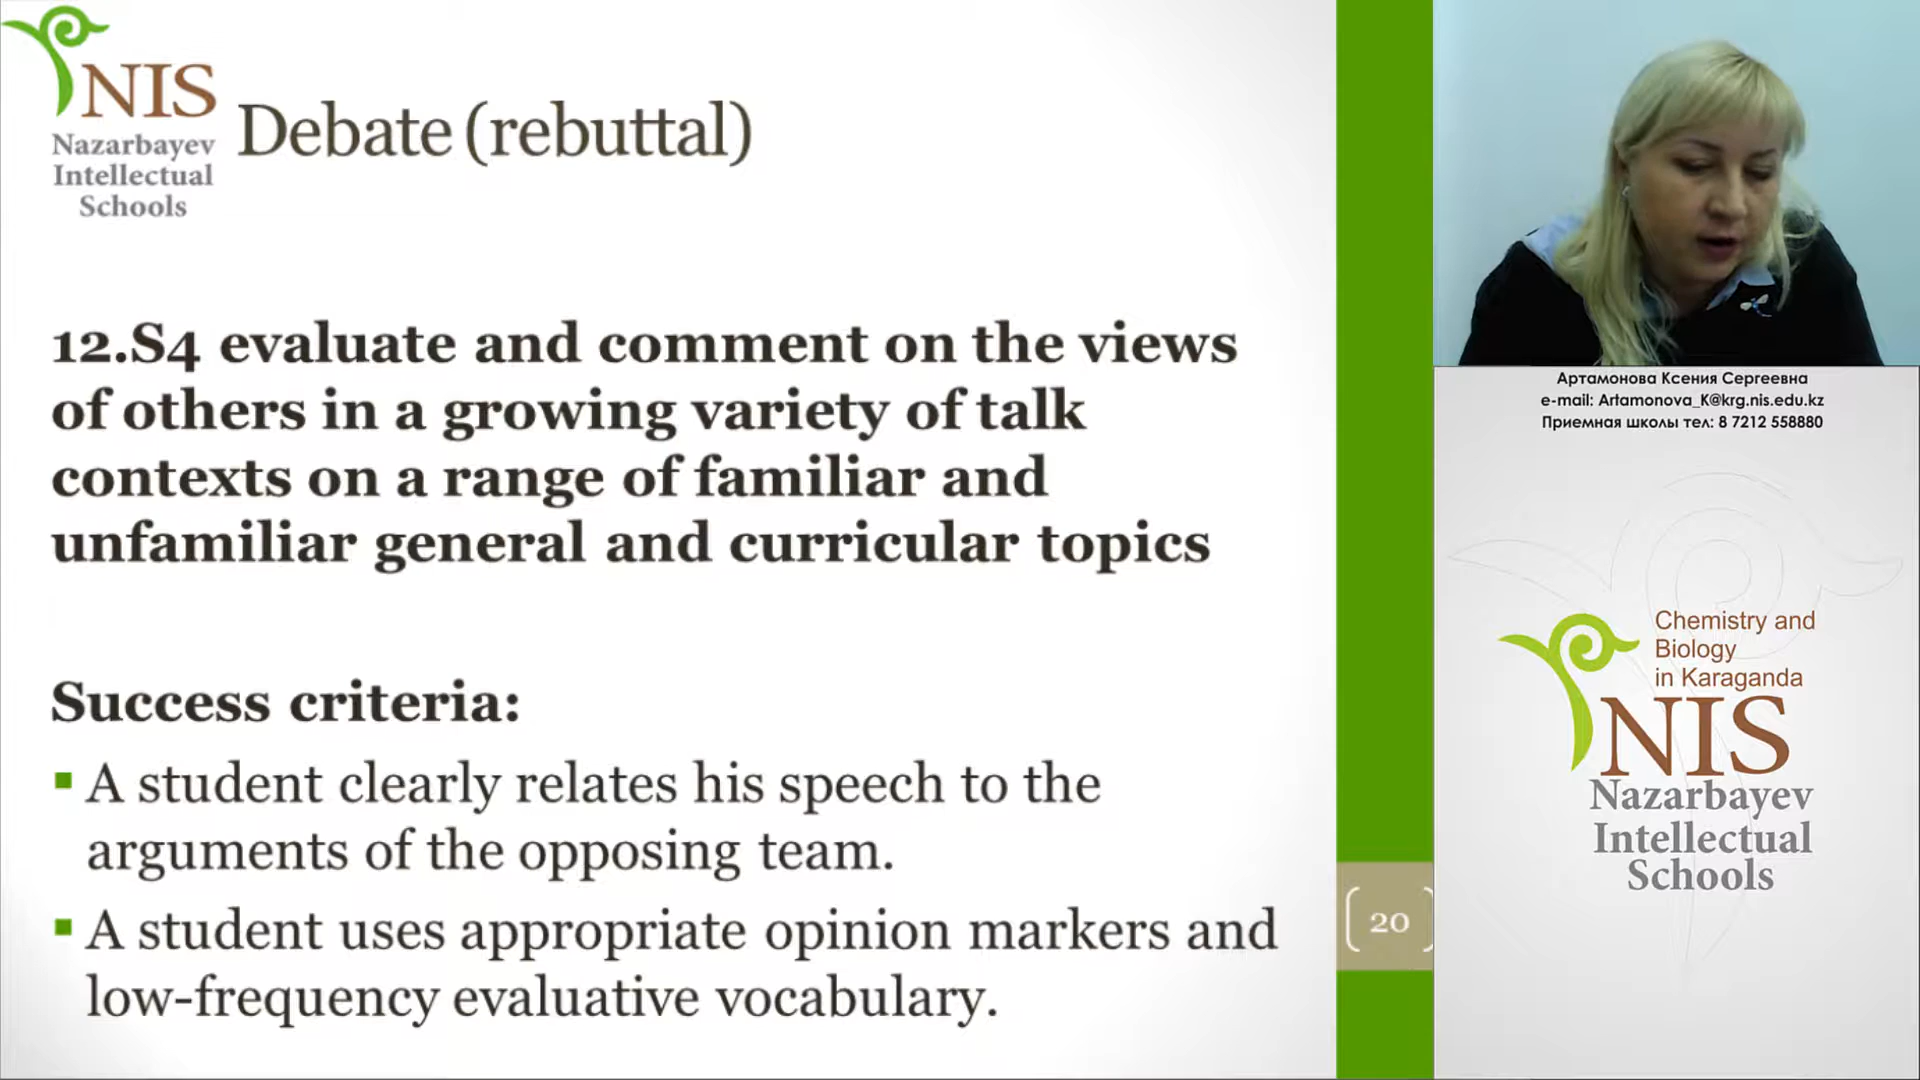 NIS
Nazarbayev
Intellectual
Schools
Debate (rebuttal)
12.S4 evaluate and comment on the views
of others in a growing variety of talk
contexts on a range of familiar and
unfamiliar general and curricular topics
Success criteria:
A student clearly relates his speech to the
arguments of the opposing team.
A student uses appropriate opinion markers and
low-frequency evaluative vocabulary.
20
Артамонова Ксения Сергеевна
e-mail: Artamonova_K@krg.nis.edu.kz
Приемная школы тел: 8 7212 558880
Chemistry and
Biology
in Karaganda
NIS
Nazarbayev
Intellectual
Schools